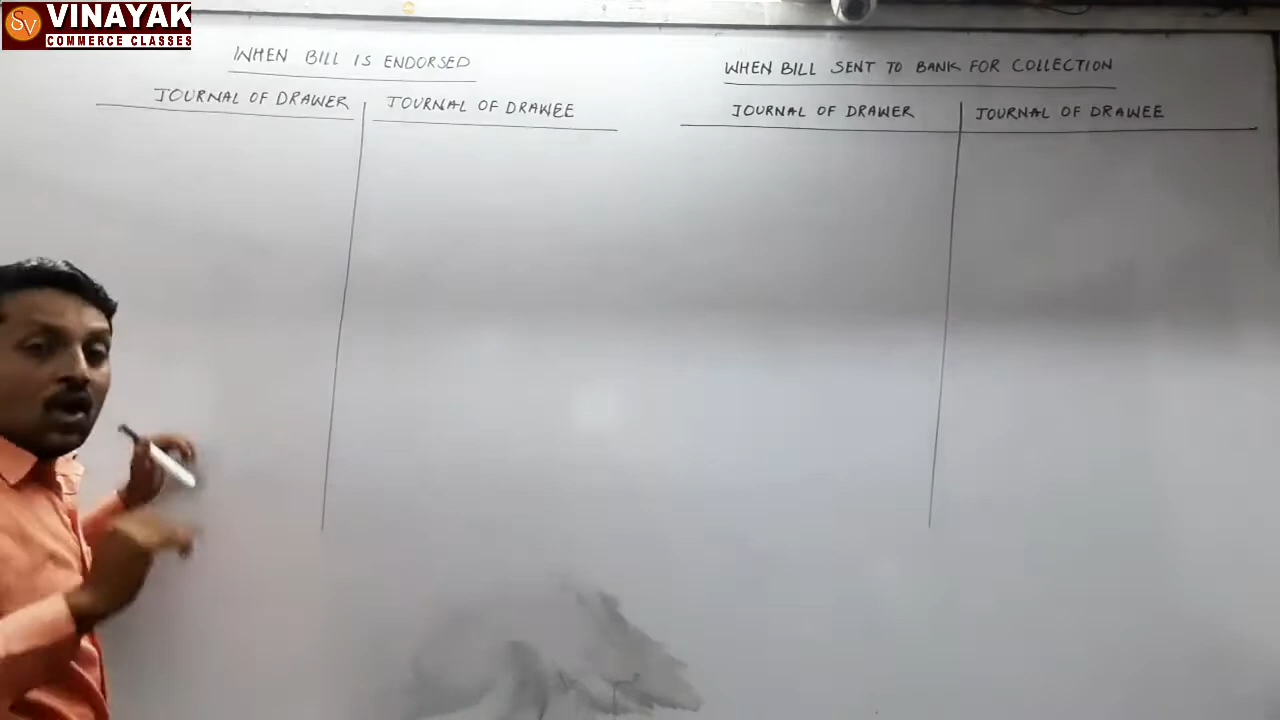 SV VINAYAK
COMMERCE CLASSES
WHEN BILL IS ENDORSED
JOURNAL OF DRAWER
JOURNAL OF DRAWEE
WHEN BILL SENT TO BANK FOR COLLECTION
JOURNAL OF DRAWER
JOURNAL OF DRAWEE